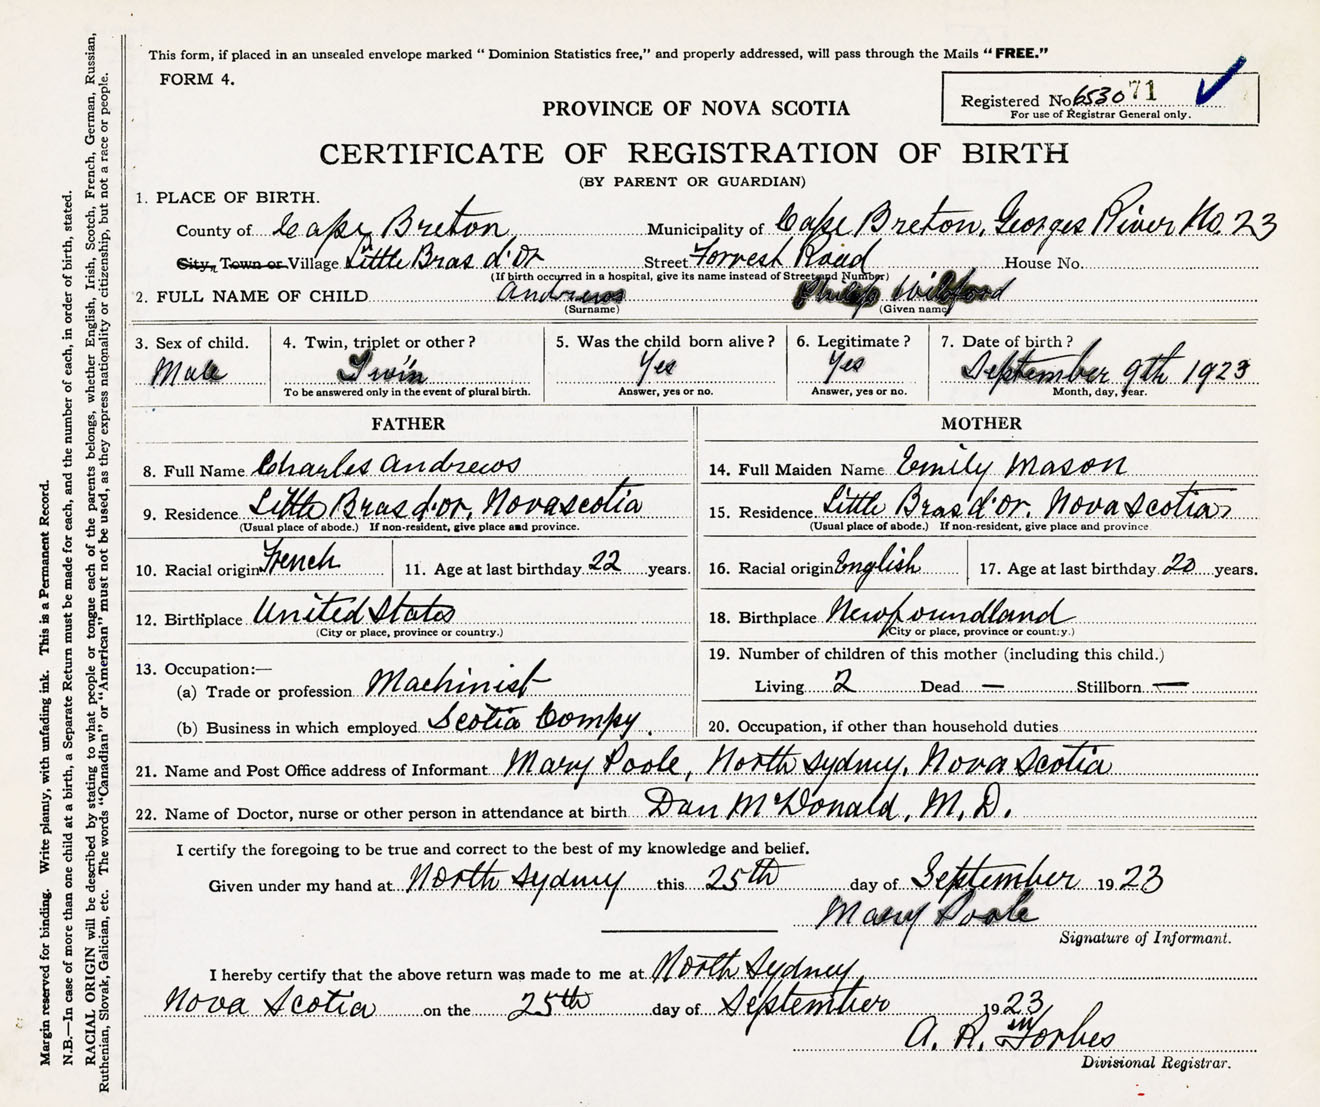 This form, if placed in an unsealed envelope marked “ Dominion Statistics free,” and properly addressed, will pass through the Mails “ FREE.”
FORM 4.
Registered No 6530 71
For use of Registrar General only.
PROVINCE OF NOVA SCOTIA
CERTIFICATE OF REGISTRATION OF BIRTH
(BY PARENT OR GUARDIAN)
1. PLACE OF BIRTH.
County of Cape Breton Municipality of Cape Breton, Georges River No. 23
City, Town or Village Little Bras d'or Street Forrest Road House No.
(If birth occurred in a hospital, give its name instead of Street and Number)
2. FULL NAME OF CHILD Andrews Philip Wilfood
(Surname) (Given name)
3. Sex of child. 4. Twin, triplet or other? 5. Was the child born alive? 6. Legitimate? 7. Date of birth?
Male Twin Yes Yes September 9th 1923
To be answered only in the event of plural birth. Answer, yes or no. Answer, yes or no. Month, day, year.
FATHER
8. Full Name Charles Andrews
9. Residence Little Bras d'or, Nova scotia
(Usual place of abode.) If non-resident, give place and province.
10. Racial origin French 11. Age at last birthday 22 years.
12. Birthplace United States
(City or place, province or country.)
13. Occupation:—
(a) Trade or profession Machinist
(b) Business in which employed Scotia Compy.
MOTHER
14. Full Maiden Name Emily Mason
15. Residence Little Bras d'or. Nova Scotia
(Usual place of abode.) If non-resident, give place and province.
16. Racial origin English 17. Age at last birthday 20 years.
18. Birthplace Newfoundland
(City or place, province or country.)
19. Number of children of this mother (including this child.)
Living 2 Dead — Stillborn —
20. Occupation, if other than household duties
21. Name and Post Office address of Informant Mary Poole, North Sydney, Nova Scotia
22. Name of Doctor, nurse or other person in attendance at birth Dan McDonald, M.D.
I certify the foregoing to be true and correct to the best of my knowledge and belief.
Given under my hand at North Sydney this 25th day of September 1923
Mary Poole
Signature of Informant.
I hereby certify that the above return was made to me at North Sydney
Nova Scotia on the 25th day of September 1923
A. R. Forbes
Divisional Registrar.
Margin reserved for binding. Write plainly, with unfading ink. This is a Permanent Record.
N.B.—In case of more than one child at a birth, a Separate Return must be made for each, and the number of each, in order of birth, stated.
RACIAL ORIGIN will be described by stating to what people or tongue each of the parents belongs, whether English, Irish, Scotch, French, German, Russian,
Ruthenian, Slovak, Galician, etc. The words “Canadian” or “American” must not be used, as they express nationality or citizenship, but not a race or people.